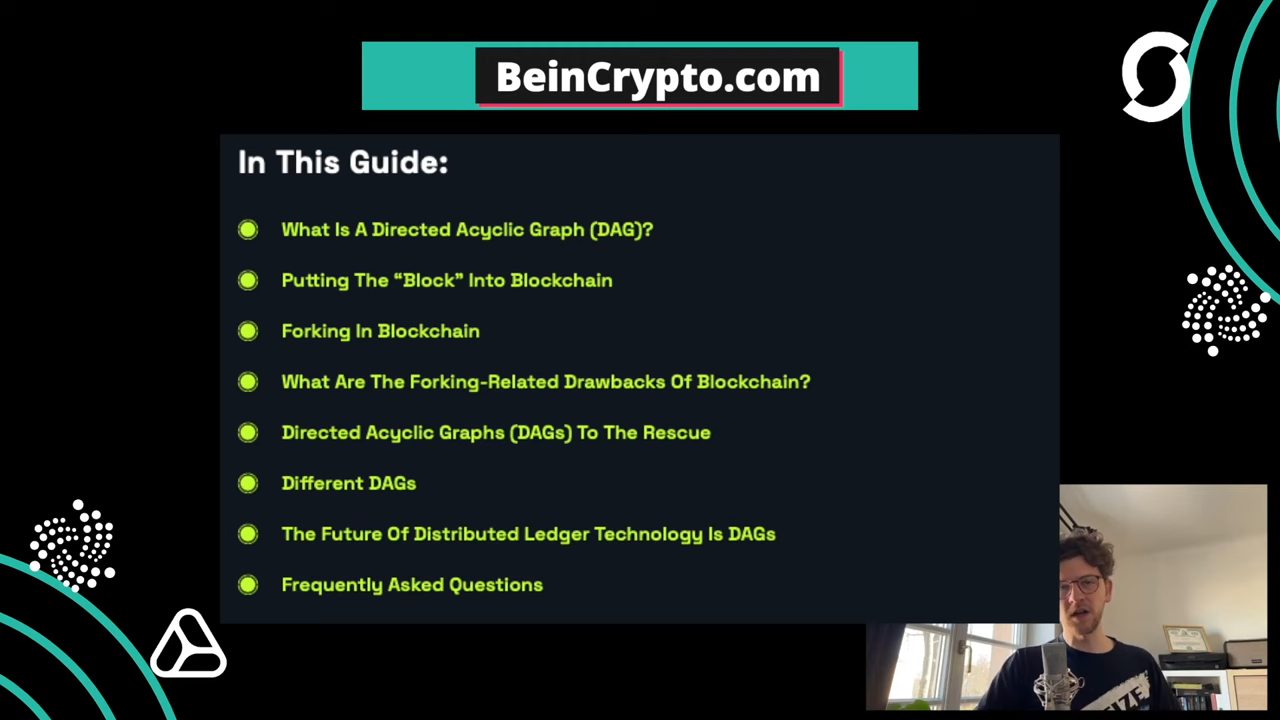 BeinCrypto.com
In This Guide:
What Is A Directed Acyclic Graph (DAG)?
Putting The “Block” Into Blockchain
Forking In Blockchain
What Are The Forking-Related Drawbacks Of Blockchain?
Directed Acyclic Graphs (DAGs) To The Rescue
Different DAGs
The Future Of Distributed Ledger Technology Is DAGs
Frequently Asked Questions